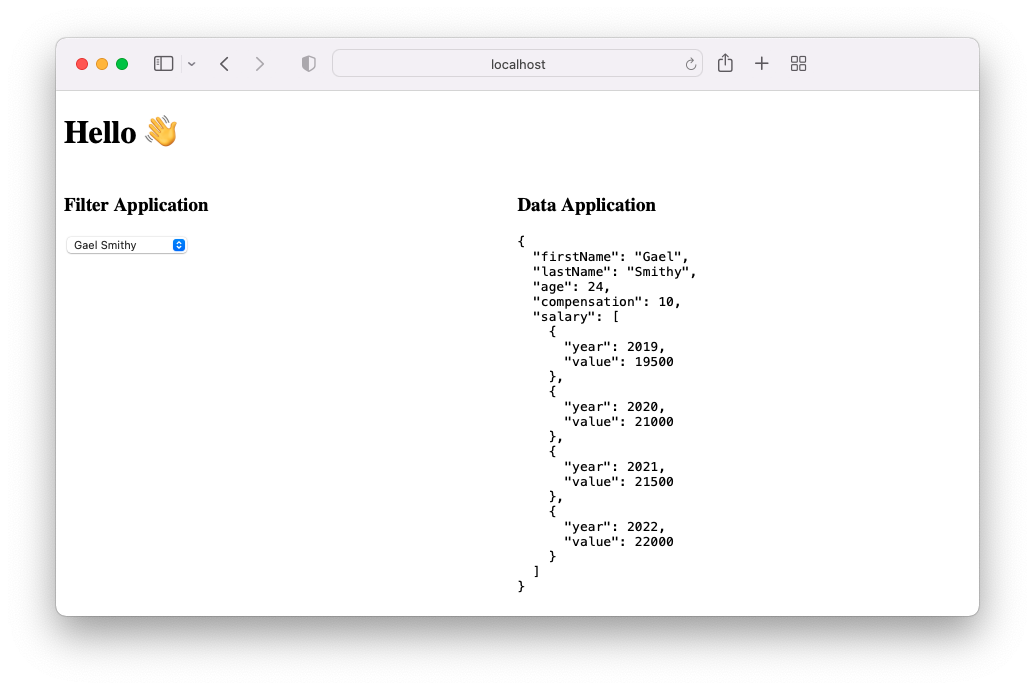 localhost
Hello 👋
Filter Application
Gael Smithy
Data Application
{
  "firstName": "Gael",
  "lastName": "Smithy",
  "age": 24,
  "compensation": 10,
  "salary": [
    {
      "year": 2019,
      "value": 19500
    },
    {
      "year": 2020,
      "value": 21000
    },
    {
      "year": 2021,
      "value": 21500
    },
    {
      "year": 2022,
      "value": 22000
    }
  ]
}